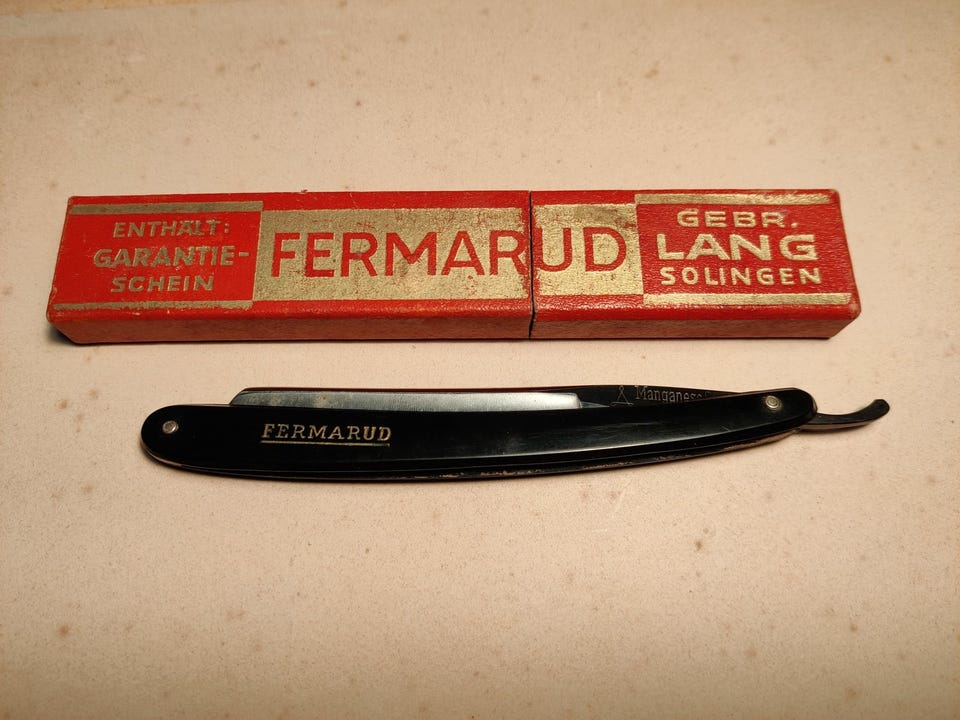 ENTHÄLT:
GARANTIE-
SCHEIN
FERMARUD
GEBR.
LANG
SOLINGEN
Manganese
FERMARUD